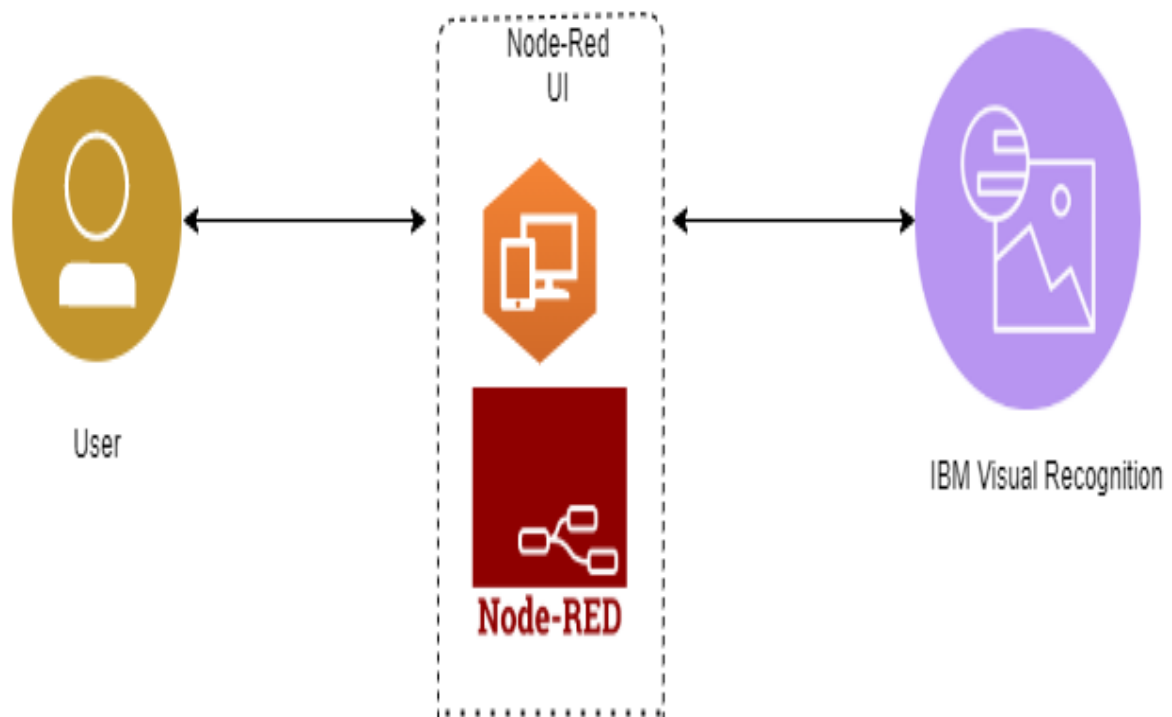 Node-Red
UI
User
IBM Visual Recognition
Node-RED